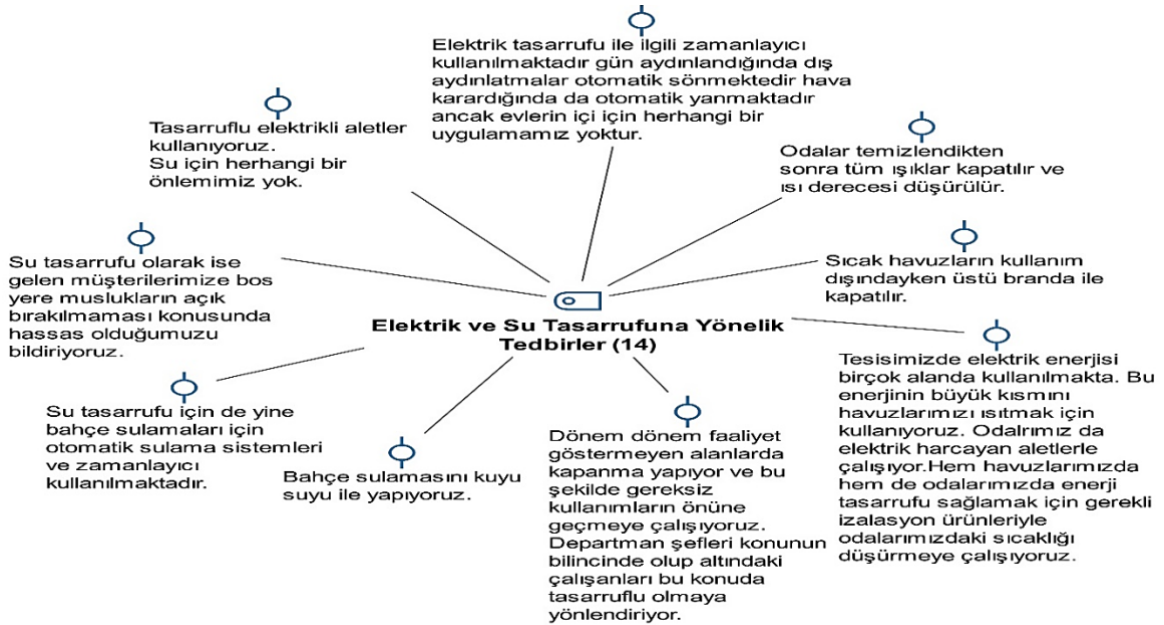 Elektrik tasarrufu ile ilgili zamanlayıcı
kullanılmaktadır gün aydınlandığında dış
aydınlatmalar otomatik sönmektedir hava
karardığında da otomatik yanmaktadır
ancak evlerin içi için herhangi bir
uygulamamız yoktur.
Tasarruflu elektrikli aletler
kullanıyoruz.
Su için herhangi bir
önlemimiz yok.
Odalar temizlendikten
sonra tüm ışıklar kapatılır ve
ısı derecesi düşürülür.
Su tasarrufu olarak ise
gelen müşterilerimize bos
yere muslukların açık
bırakılmaması konusunda
hassas olduğumuzu
bildiriyoruz.
Sıcak havuzların kullanım
dışındayken üstü branda ile
kapatılır.
Elektrik ve Su Tasarrufuna Yönelik
Tedbirler (14)
Su tasarrufu için de yine
bahçe sulamaları için
otomatik sulama sistemleri
ve zamanlayıcı
kullanılmaktadır.
Bahçe sulamasını kuyu
suyu ile yapıyoruz.
Dönem dönem faaliyet
göstermeyen alanlarda
kapanma yapıyor ve bu
şekilde gereksiz
kullanımların önüne
geçmeye çalışıyoruz.
Departman şefleri konunun
bilincinde olup altındaki
çalışanları bu konuda
tasarruflu olmaya
yönlendiriyor.
Tesisimizde elektrik enerjisi
birçok alanda kullanılmakta. Bu
enerjinin büyük kısmını
havuzlarımızı ısıtmak için
kullanıyoruz. Odalrımız da
elektrik harcayan aletlerle
çalışıyor.Hem havuzlarımızda
hem de odalarımızda enerji
tasarrufu sağlamak için gerekli
izalasyon ürünleriyle
odalarımızdaki sıcaklığı
düşürmeye çalışıyoruz.